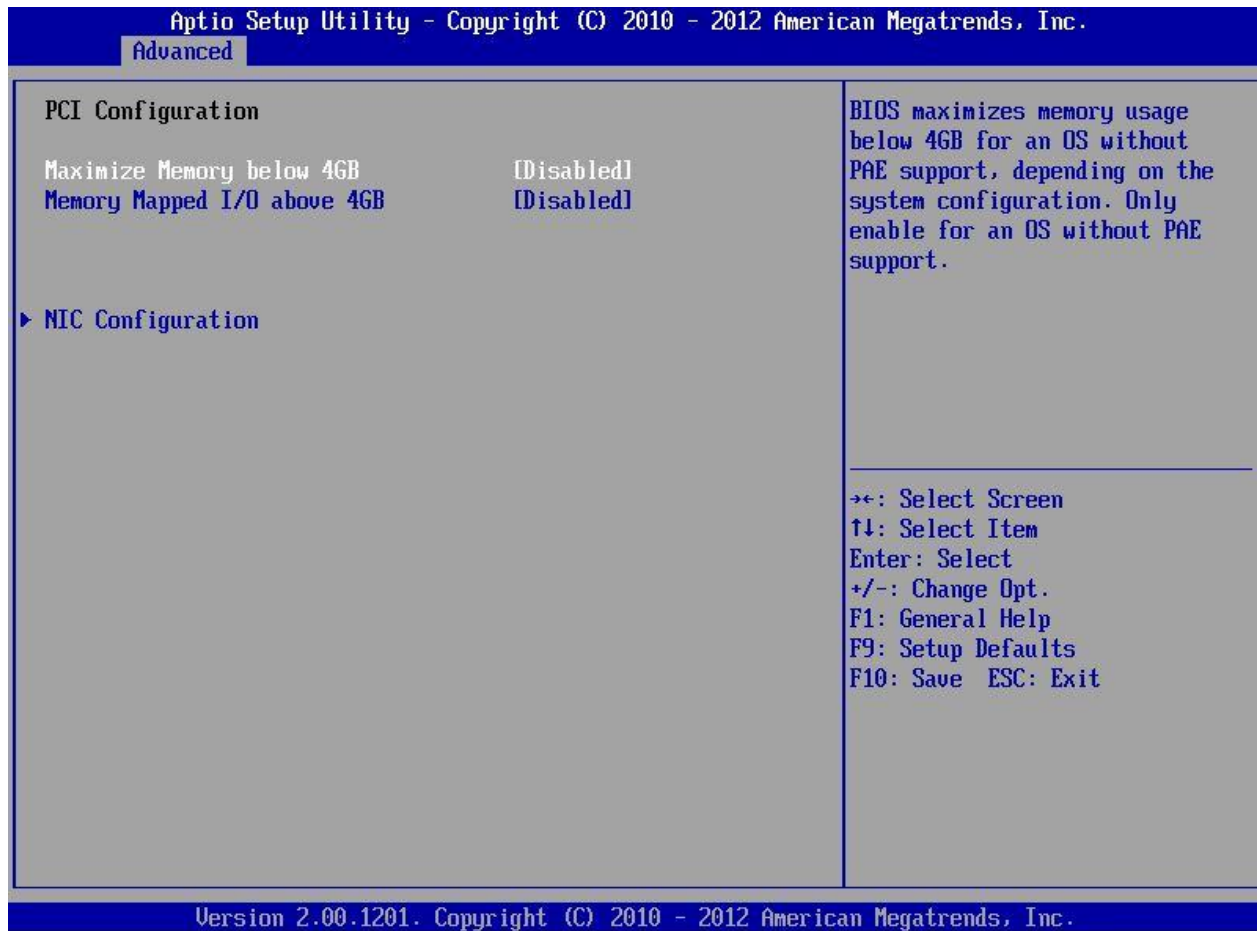 Aptio Setup Utility - Copyright (C) 2010 - 2012 American Megatrends, Inc.
Advanced
PCI Configuration
Maximize Memory below 4GB [Disabled]
Memory Mapped I/O above 4GB [Disabled]
NIC Configuration
BIOS maximizes memory usage
below 4GB for an OS without
PAE support, depending on the
system configuration. Only
enable for an OS without PAE
support.
→←: Select Screen
↑↓: Select Item
Enter: Select
+/-: Change Opt.
F1: General Help
F9: Setup Defaults
F10: Save ESC: Exit
Version 2.00.1201. Copyright (C) 2010 - 2012 American Megatrends, Inc.